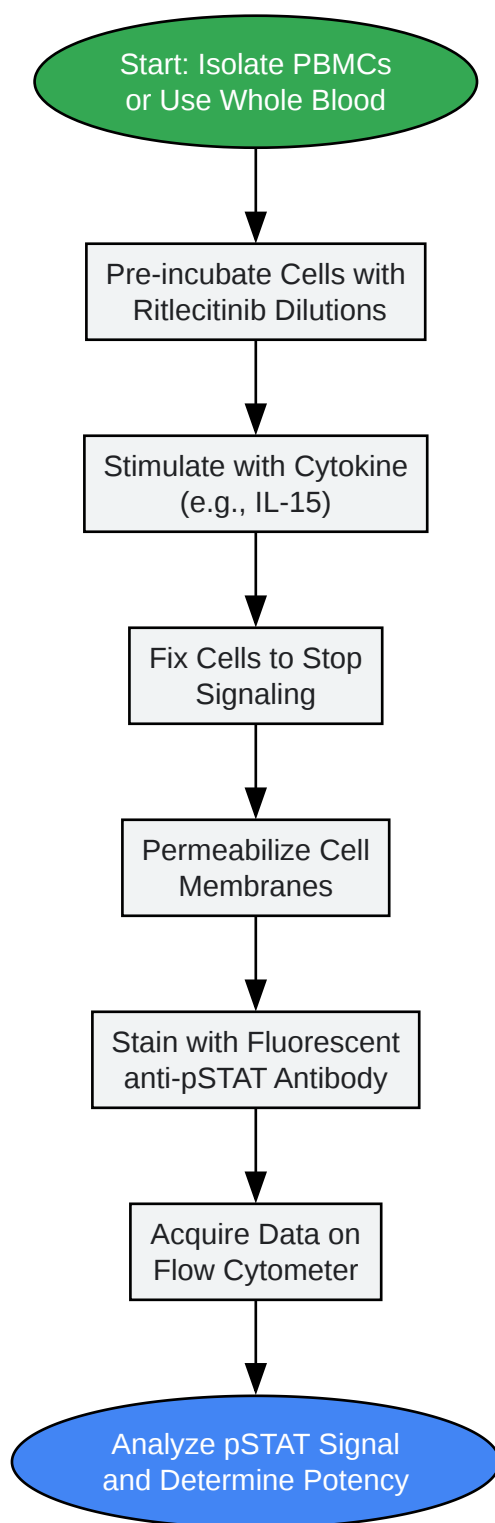 Start: Isolate PBMCs
or Use Whole Blood
Pre-incubate Cells with
Ritlecitinib Dilutions
Stimulate with Cytokine
(e.g., IL-15)
Fix Cells to Stop
Signaling
Permeabilize Cell
Membranes
Stain with Fluorescent
anti-pSTAT Antibody
Acquire Data on
Flow Cytometer
Analyze pSTAT Signal
and Determine Potency